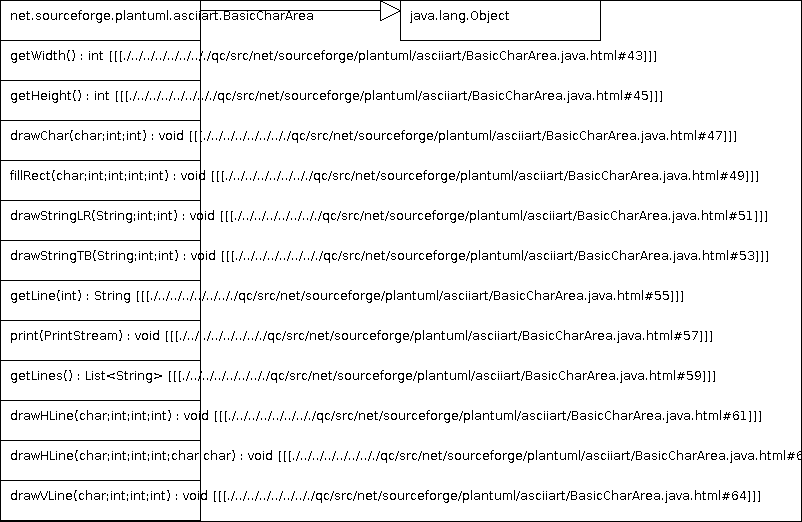 net.sourceforge.plantuml.asciiart.BasicCharArea
java.lang.Object
getWidth() : int [[[./../../../../../../../qc/src/net/sourceforge/plantuml/asciiart/BasicCharArea.java.html#43]]]
getHeight() : int [[[./../../../../../../../qc/src/net/sourceforge/plantuml/asciiart/BasicCharArea.java.html#45]]]
drawChar(char;int;int) : void [[[./../../../../../../../qc/src/net/sourceforge/plantuml/asciiart/BasicCharArea.java.html#47]]]
fillRect(char;int;int;int;int) : void [[[./../../../../../../../qc/src/net/sourceforge/plantuml/asciiart/BasicCharArea.java.html#49]]]
drawStringLR(String;int;int) : void [[[./../../../../../../../qc/src/net/sourceforge/plantuml/asciiart/BasicCharArea.java.html#51]]]
drawStringTB(String;int;int) : void [[[./../../../../../../../qc/src/net/sourceforge/plantuml/asciiart/BasicCharArea.java.html#53]]]
getLine(int) : String [[[./../../../../../../../qc/src/net/sourceforge/plantuml/asciiart/BasicCharArea.java.html#55]]]
print(PrintStream) : void [[[./../../../../../../../qc/src/net/sourceforge/plantuml/asciiart/BasicCharArea.java.html#57]]]
getLines() : List<String> [[[./../../../../../../../qc/src/net/sourceforge/plantuml/asciiart/BasicCharArea.java.html#59]]]
drawHLine(char;int;int;int) : void [[[./../../../../../../../qc/src/net/sourceforge/plantuml/asciiart/BasicCharArea.java.html#61]]]
drawHLine(char;int;int;int;char;char) : void [[[./../../../../../../../qc/src/net/sourceforge/plantuml/asciiart/BasicCharArea.java.html#6
drawVLine(char;int;int;int) : void [[[./../../../../../../../qc/src/net/sourceforge/plantuml/asciiart/BasicCharArea.java.html#64]]]